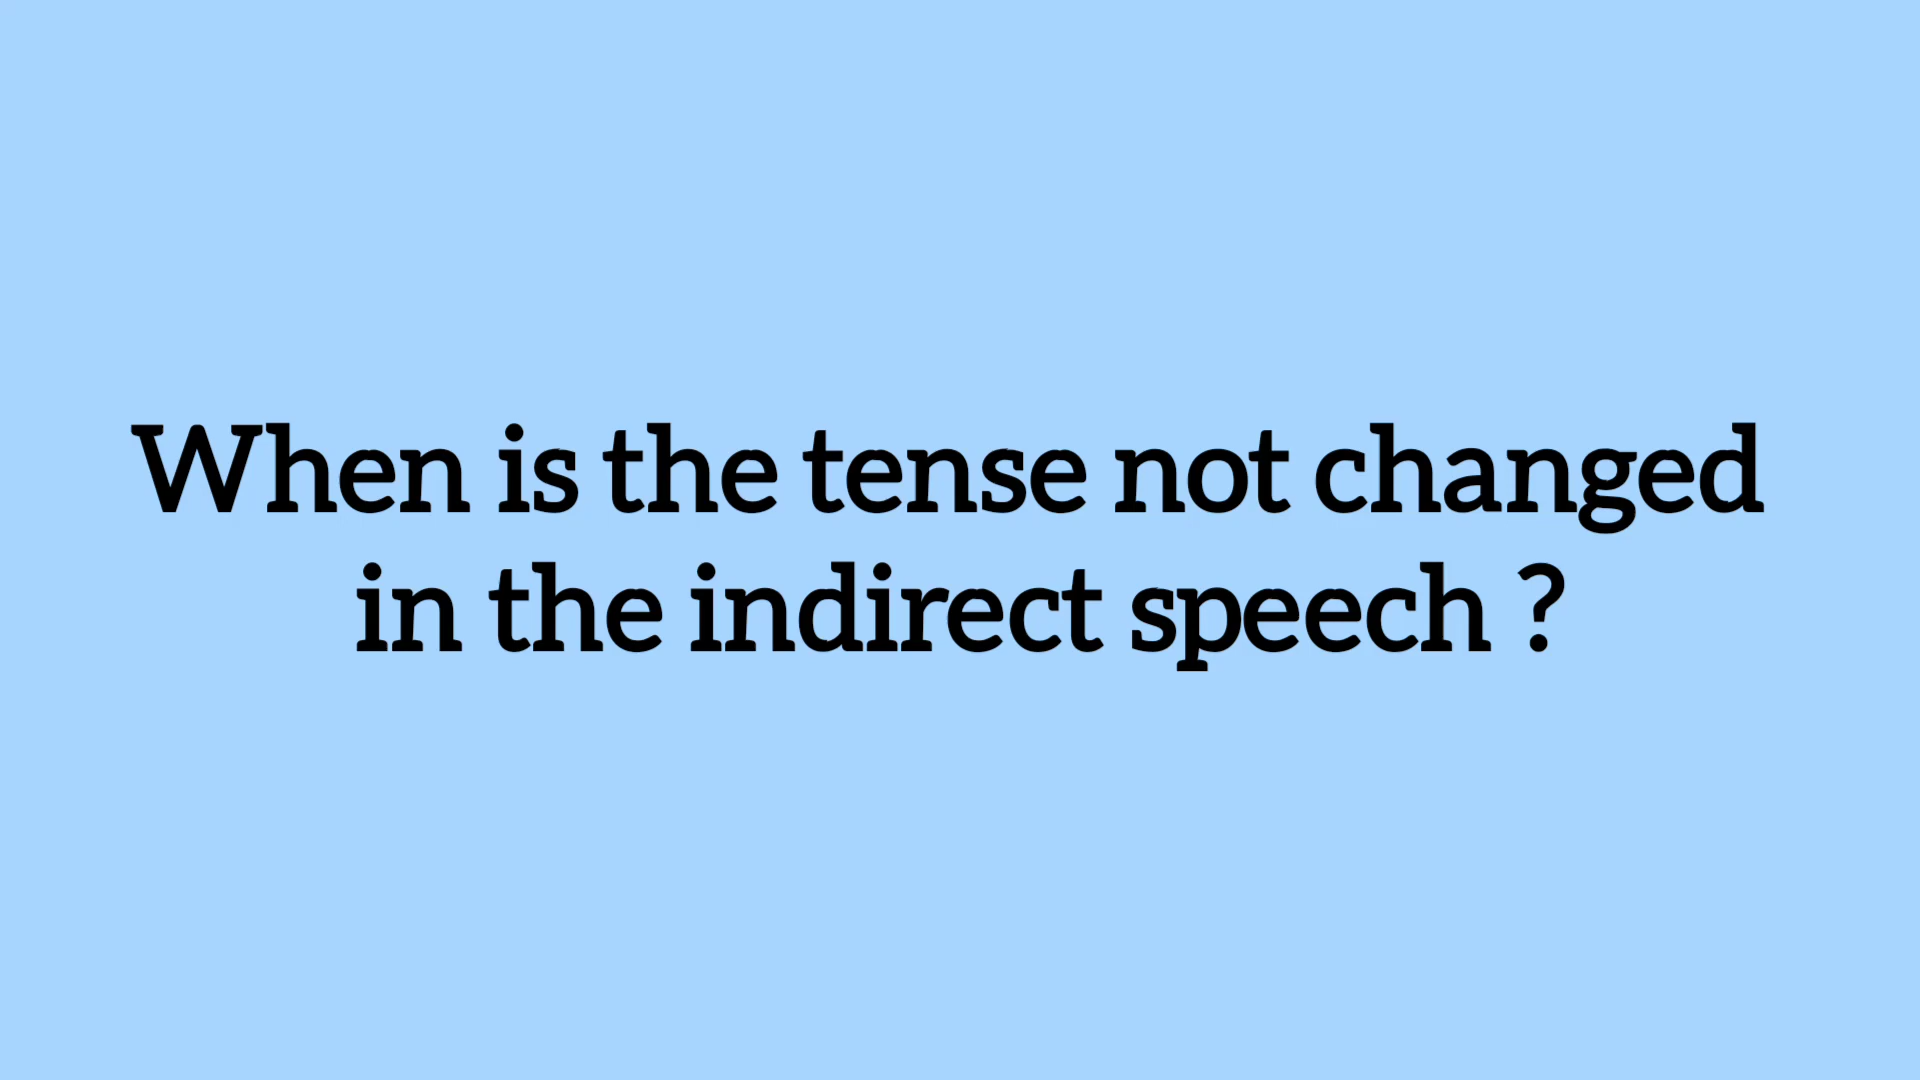 When is the tense not changed
in the indirect speech ?